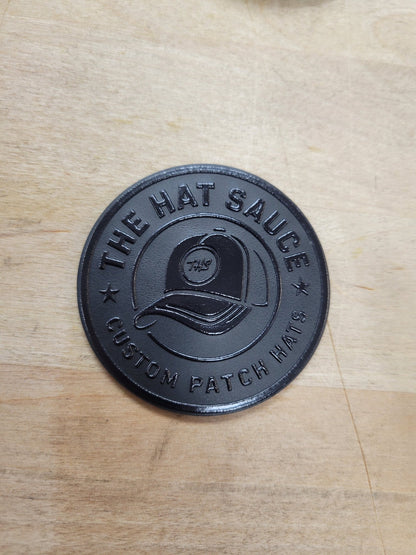 THE HAT SAUCE
THS
CUSTOM PATCH HATS